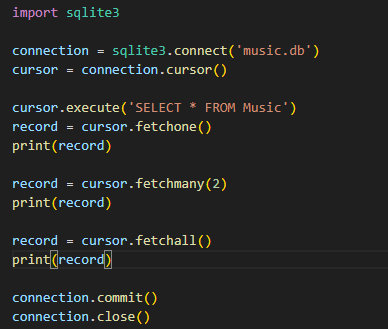 import sqlite3
connection = sqlite3.connect('music.db')
cursor = connection.cursor()
cursor.execute('SELECT * FROM Music')
record = cursor.fetchone()
print(record)
record = cursor.fetchmany(2)
print(record)
record = cursor.fetchall()
print(record)
connection.commit()
connection.close()